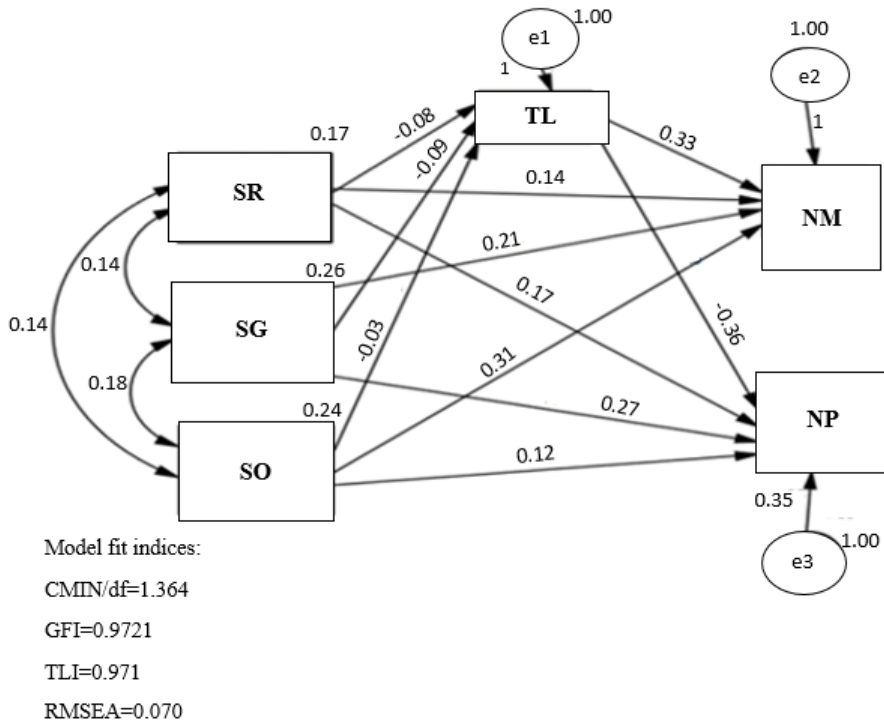 1.00
e1
1
TL
1.00
e2
1
NM
0.17
SR
-0.08
-0.09
0.33
0.14
0.14
0.26
0.21
0.14
SG
-0.03
0.17
-0.36
0.18
0.31
0.24
0.27
NP
SO
0.12
0.35
e3
1.00
Model fit indices:
CMIN/df=1.364
GFI=0.9721
TLI=0.971
RMSEA=0.070